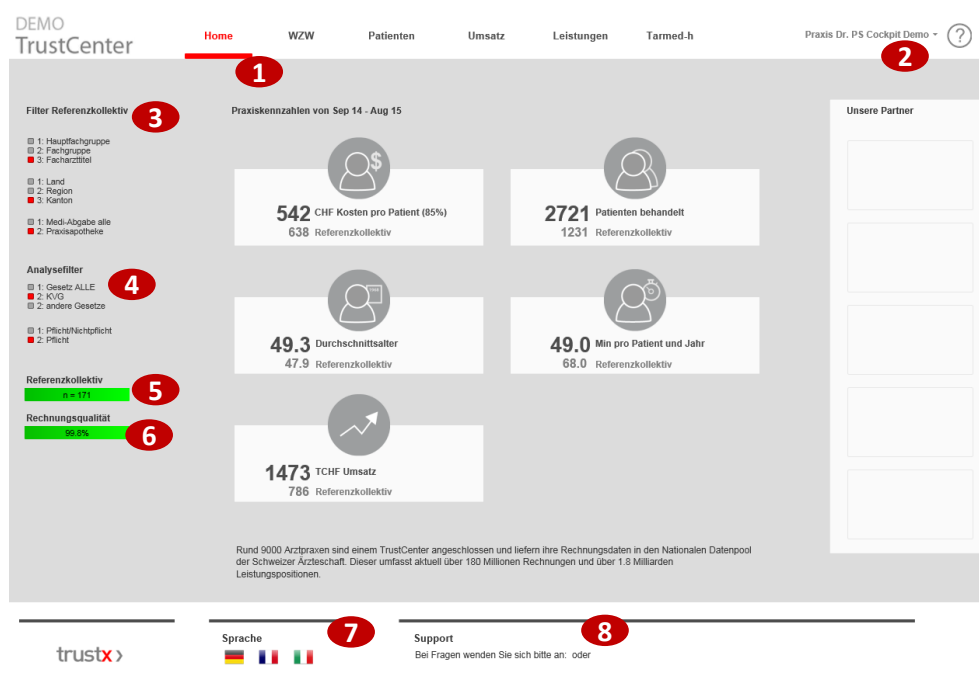 DEMO
TrustCenter
Home WZW Patienten Umsatz Leistungen Tarmed-h
Praxis Dr. PS Cockpit Demo
?
1
2
Filter Referenzkollektiv
3
1: Hauptfachgruppe
2: Fachgruppe
3: Facharzttitel
1: Land
2: Region
3: Kanton
1: Medi-Abgabe alle
2: Praxisapotheke
Analysefilter
4
1: Gesetz ALLE
2: KVG
2: andere Gesetze
1: Pflicht/Nichtpflicht
2: Pflicht
Referenzkollektiv
n = 171
5
Rechnungsqualität
99.8%
6
Praxiskennzahlen von Sep 14 - Aug 15
$
542 CHF Kosten pro Patient (85%)
638 Referenzkollektiv
2721 Patienten behandelt
1231 Referenzkollektiv
49.3 Durchschnittsalter
47.9 Referenzkollektiv
49.0 Min pro Patient und Jahr
68.0 Referenzkollektiv
1473 TCHF Umsatz
786 Referenzkollektiv
Rund 9000 Arztpraxen sind einem TrustCenter angeschlossen und liefern ihre Rechnungsdaten in den Nationalen Datenpool
der Schweizer Ärzteschaft. Dieser umfasst aktuell über 180 Millionen Rechnungen und über 1.8 Milliarden
Leistungspositionen.
Unsere Partner
trustx
Sprache
7
Support
8
Bei Fragen wenden Sie sich bitte an: oder